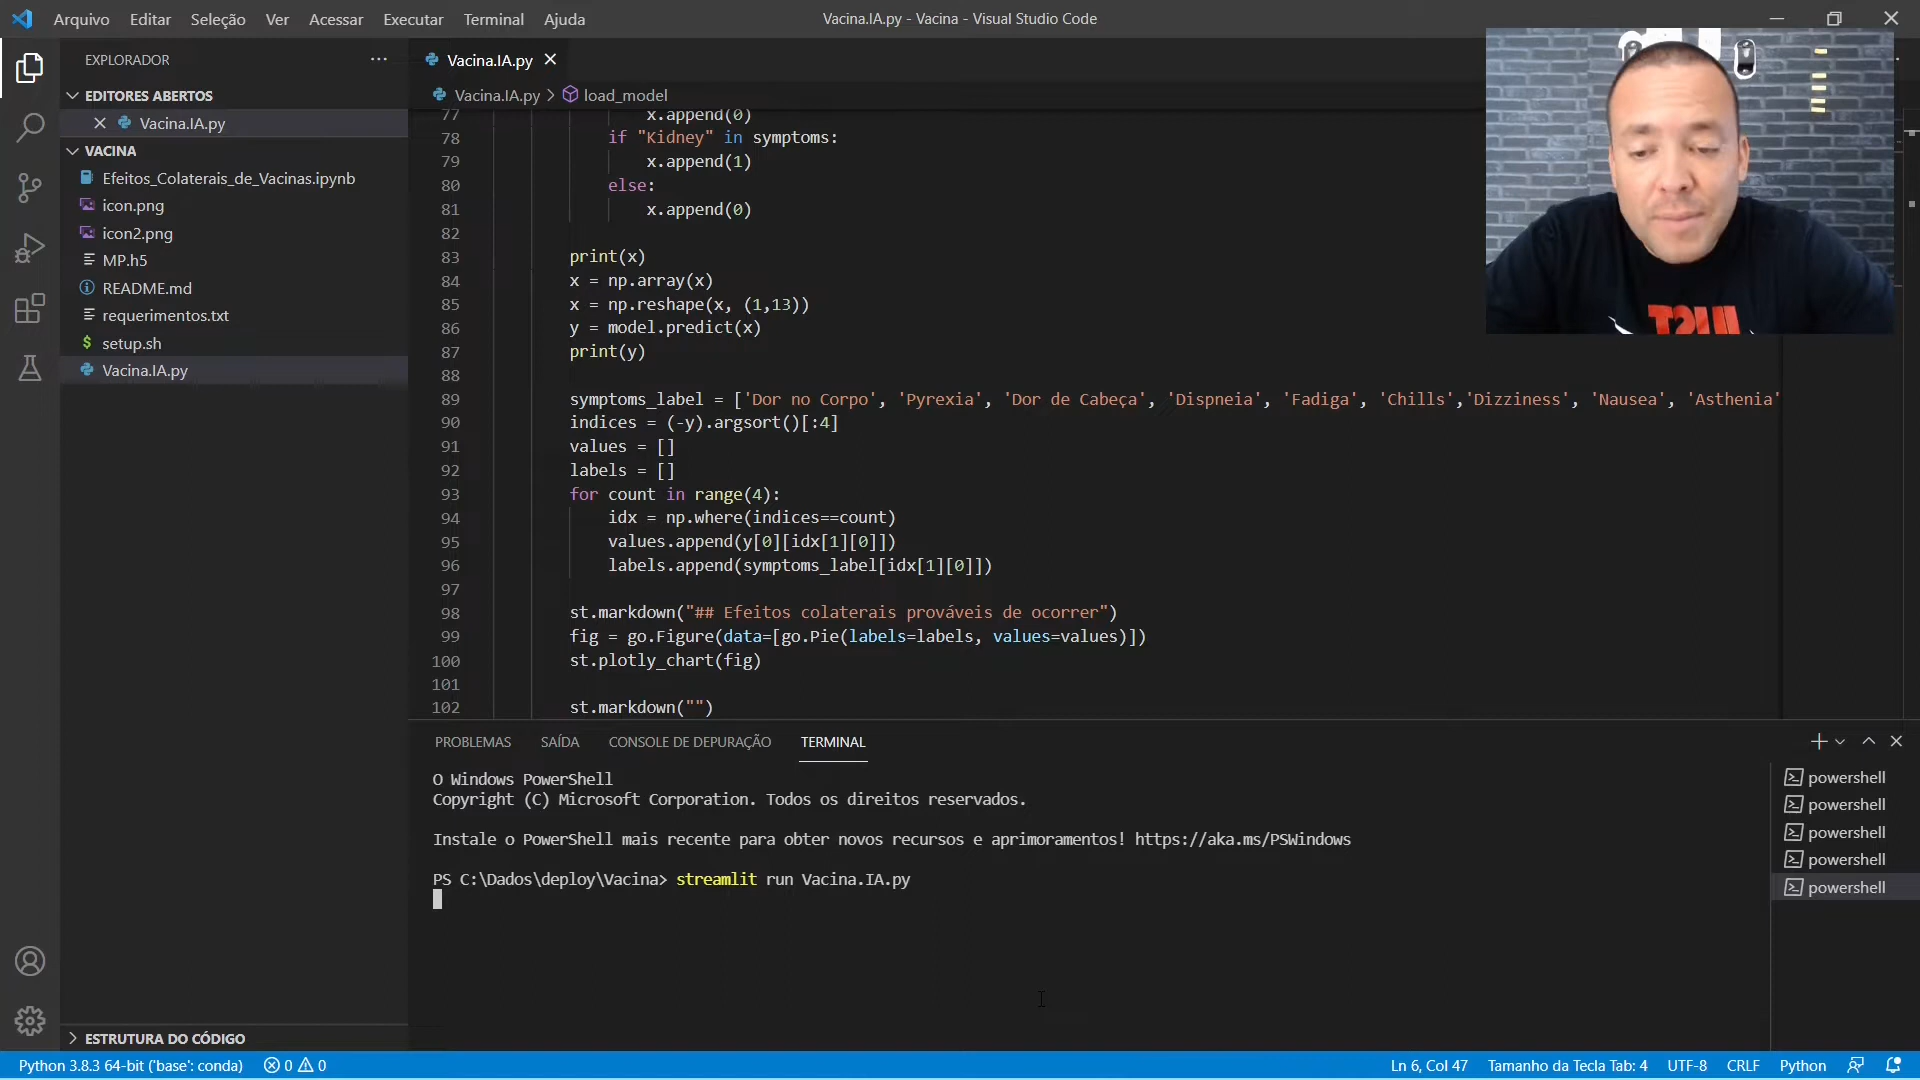 Arquivo Editar Seleção Ver Acessar Executar Terminal Ajuda
Vacina.IA.py - Vacina - Visual Studio Code
EXPLORADOR
Vacina.IA.py
EDITORES ABERTOS
Vacina.IA.py > load_model
Vacina.IA.py
VACINA
Efeitos_Colaterais_de_Vacinas.ipynb
icon.png
icon2.png
MP.h5
README.md
requerimentos.txt
setup.sh
Vacina.IA.py
77 x.append(0)
78 if "Kidney" in symptoms:
79 x.append(1)
80 else:
81 x.append(0)
82
83 print(x)
84 x = np.array(x)
85 x = np.reshape(x, (1,13))
86 y = model.predict(x)
87 print(y)
88
89 symptoms_label = ['Dor no Corpo', 'Pyrexia', 'Dor de Cabeça', 'Dispneia', 'Fadiga', 'Chills','Dizziness', 'Nausea', 'Asthenia'
90 indices = (-y).argsort()[:4]
91 values = []
92 labels = []
93 for count in range(4):
94 idx = np.where(indices==count)
95 values.append(y[0][idx[1][0]])
96 labels.append(symptoms_label[idx[1][0]])
97
98 st.markdown("## Efeitos colaterais prováveis de ocorrer")
99 fig = go.Figure(data=[go.Pie(labels=labels, values=values)])
100 st.plotly_chart(fig)
101
102 st.markdown("")
PROBLEMAS SAÍDA CONSOLE DE DEPURAÇÃO TERMINAL
O Windows PowerShell
Copyright (C) Microsoft Corporation. Todos os direitos reservados.
Instale o PowerShell mais recente para obter novos recursos e aprimoramentos! https://aka.ms/PSWindows
PS C:\Dados\deploy\Vacina> streamlit run Vacina.IA.py
powershell
powershell
powershell
powershell
powershell
ESTRUTURA DO CÓDIGO
Python 3.8.3 64-bit ('base': conda) 0 0
Ln 6, Col 47 Tamanho da Tecla Tab: 4 UTF-8 CRLF Python